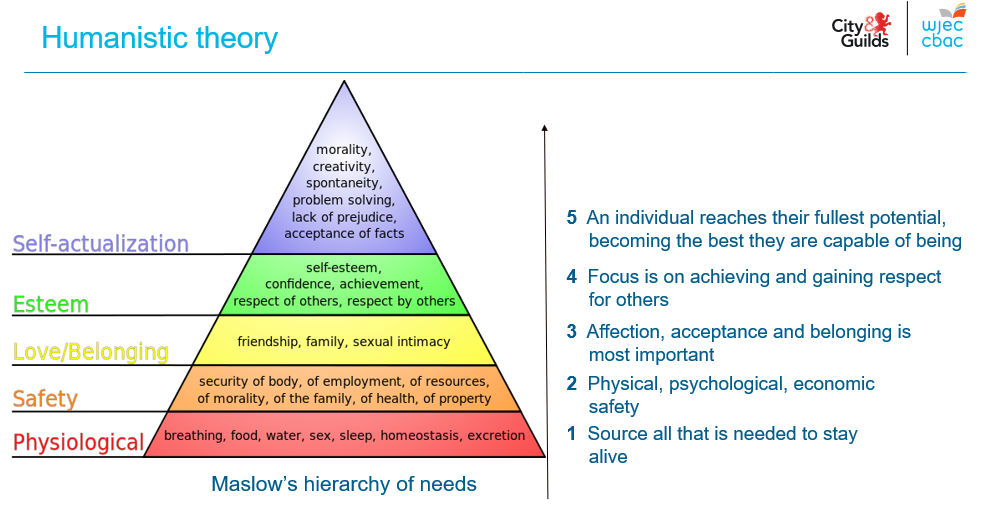 Humanistic theory
City& Guilds
wjec
cbac
morality,
creativity,
spontaneity,
problem solving,
lack of prejudice,
acceptance of facts
Self-actualization
self-esteem,
confidence, achievement,
respect of others, respect by others
Esteem
friendship, family, sexual intimacy
Love/Belonging
security of body, of employment, of resources,
of morality, of the family, of health, of property
Safety
breathing, food, water, sex, sleep, homeostasis, excretion
Physiological
Maslow's hierarchy of needs
5 An individual reaches their fullest potential,
becoming the best they are capable of being
4 Focus is on achieving and gaining respect
for others
3 Affection, acceptance and belonging is
most important
2 Physical, psychological, economic
safety
1 Source all that is needed to stay
alive